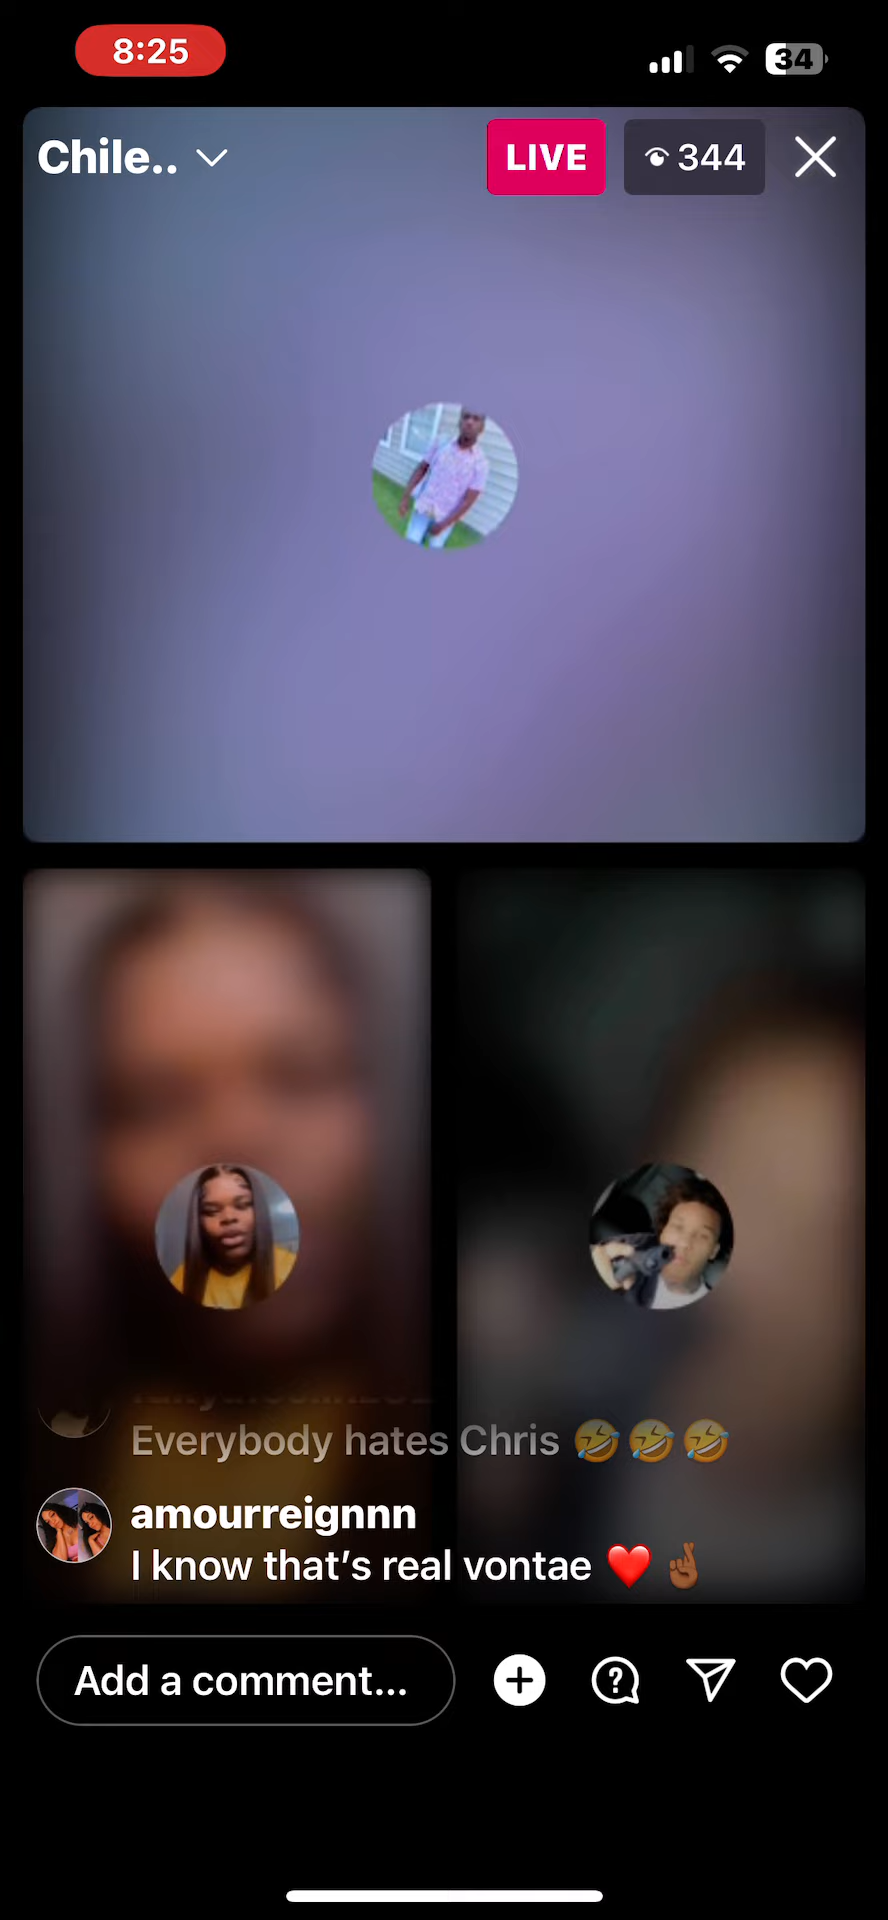 8:25
34
Chile..
LIVE
344
Everybody hates Chris 🤣🤣🤣
amourreignnn
I know that’s real vontae ❤️🤞🏾
Add a comment...